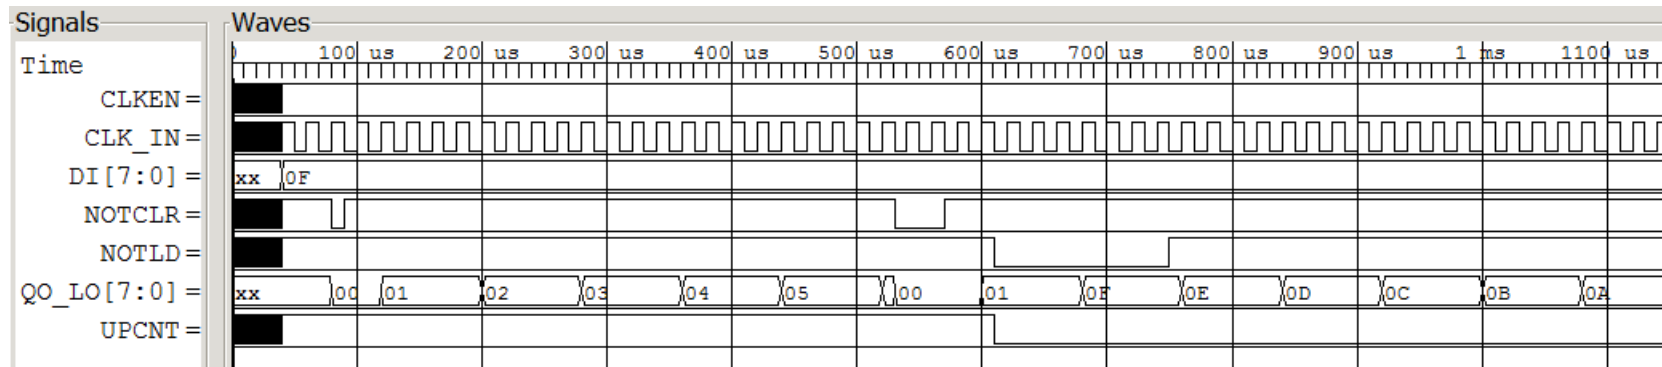 Signals Waves
Time 0 100 us 200 us 300 us 400 us 500 us 600 us 700 us 800 us 900 us 1 ms 1100 us
CLKEN =
CLK_IN =
DI[7:0] = xx 0F
NOTCLR =
NOTLD =
QO_LO[7:0] = xx 00 01 02 03 04 05 00 01 0F 0E 0D 0C 0B 0A
UPCNT =